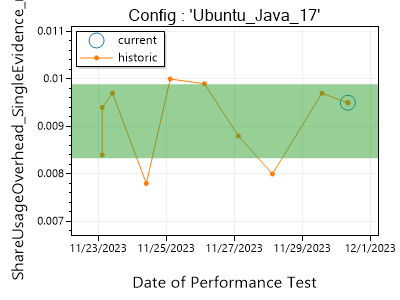 Config : 'Ubuntu_Java_17'
ShareUsageOverhead_SingleEvidence_
0.011
0.01
0.009
0.008
0.007
current
historic
11/23/2023
11/25/2023
11/27/2023
11/29/2023
12/1/2023
Date of Performance Test